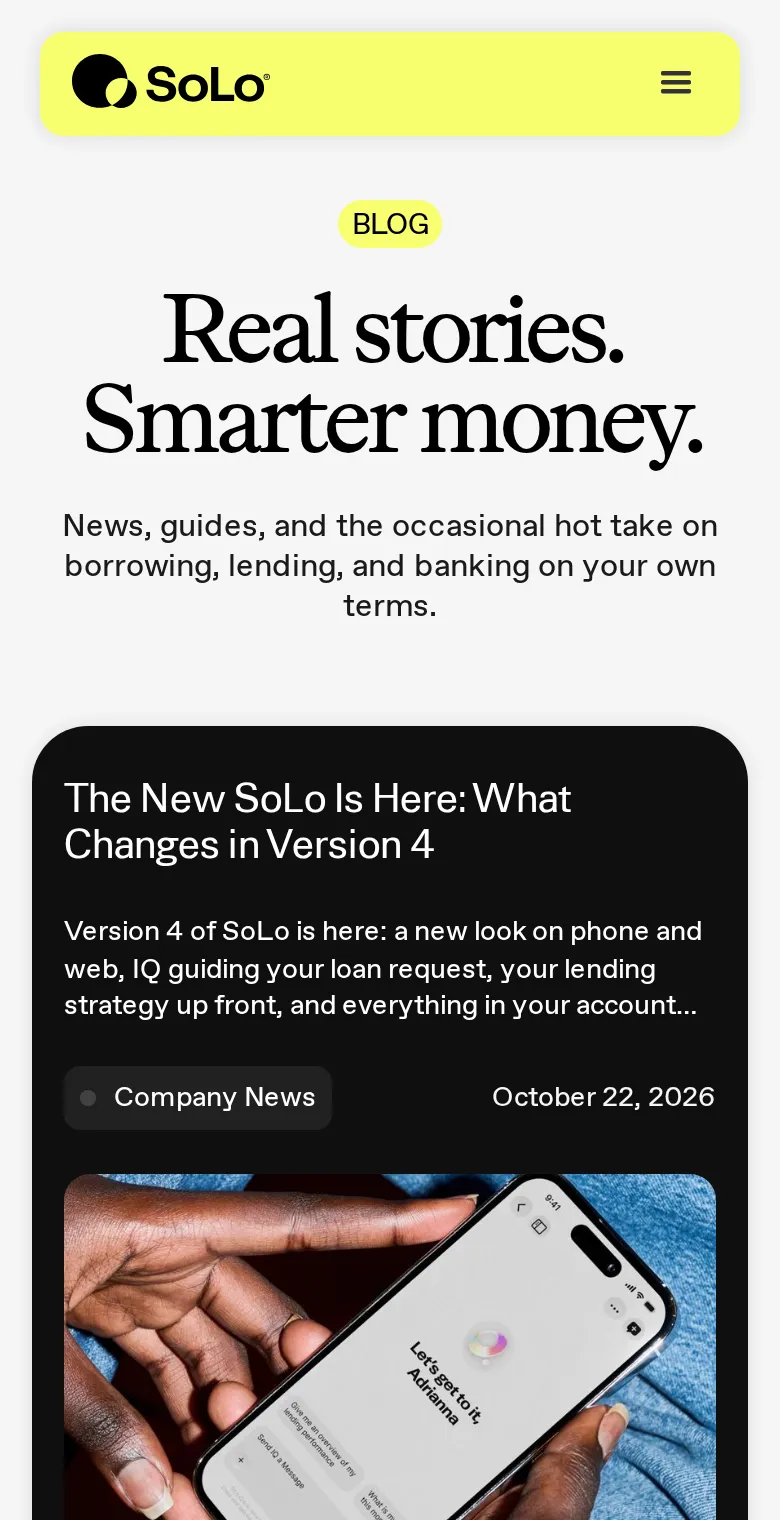 SoLo®
BLOG
Real stories.
Smarter money.
News, guides, and the occasional hot take on
borrowing, lending, and banking on your own
terms.
The New SoLo Is Here: What
Changes in Version 4
Version 4 of SoLo is here: a new look on phone and
web, IQ guiding your loan request, your lending
strategy up front, and everything in your account...
Company News
October 22, 2026
9:41
Let's get to it,
Adrianna
Give me an overview of my
lending performance
Send IQ a Message